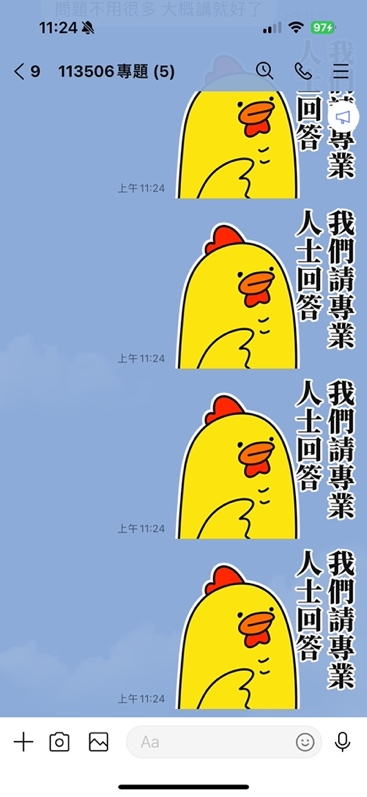 問題不用很多 大概講就好了
11:24
97
9
113506專題 (5)
我們請專業
人士回答
上午11:24
我們請專業
人士回答
上午11:24
我們請專業
人士回答
上午11:24
我們請專業
人士回答
上午11:24
Aa